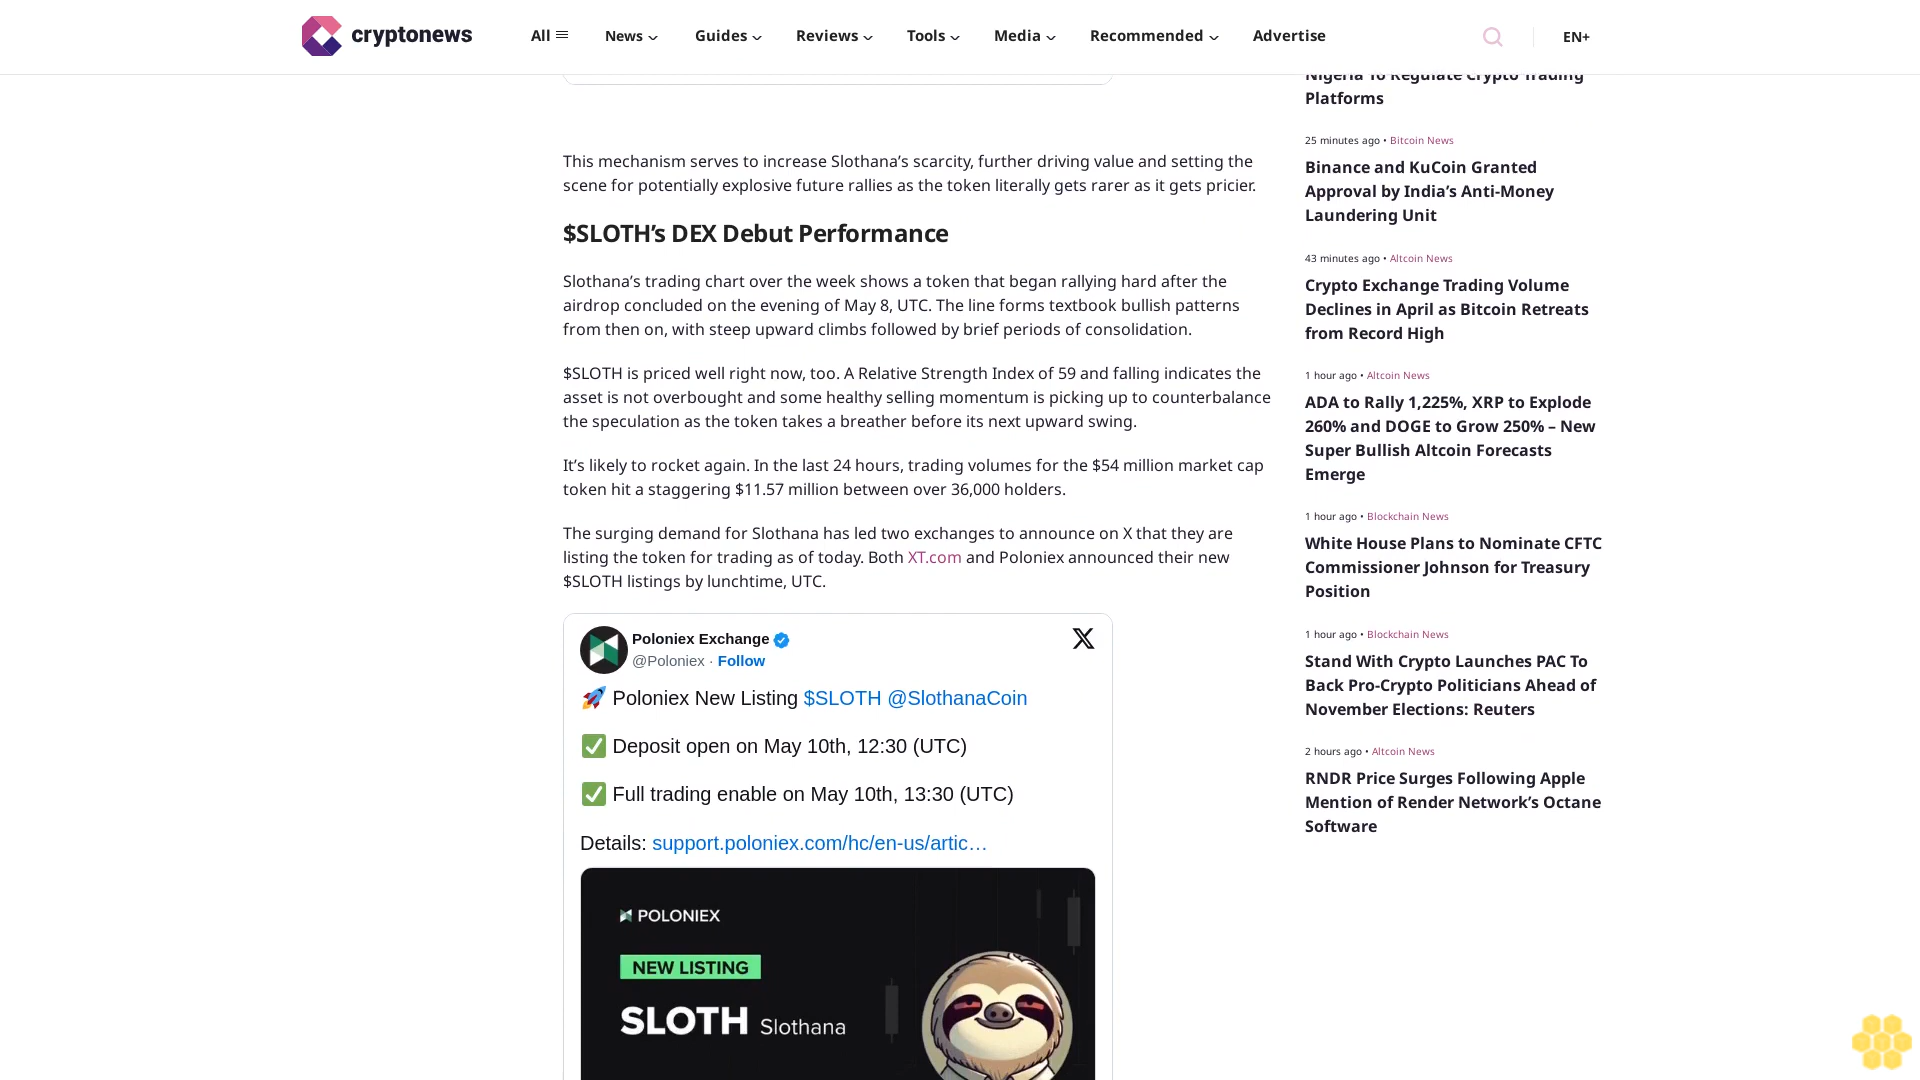 cryptonews
All
News
Guides
Reviews
Tools
Media
Recommended
Advertise
EN+
This mechanism serves to increase Slothana’s scarcity, further driving value and setting the
scene for potentially explosive future rallies as the token literally gets rarer as it gets pricier.
$SLOTH’s DEX Debut Performance
Slothana’s trading chart over the week shows a token that began rallying hard after the
airdrop concluded on the evening of May 8, UTC. The line forms textbook bullish patterns
from then on, with steep upward climbs followed by brief periods of consolidation.
$SLOTH is priced well right now, too. A Relative Strength Index of 59 and falling indicates the
asset is not overbought and some healthy selling momentum is picking up to counterbalance
the speculation as the token takes a breather before its next upward swing.
It’s likely to rocket again. In the last 24 hours, trading volumes for the $54 million market cap
token hit a staggering $11.57 million between over 36,000 holders.
The surging demand for Slothana has led two exchanges to announce on X that they are
listing the token for trading as of today. Both XT.com and Poloniex announced their new
$SLOTH listings by lunchtime, UTC.
Poloniex Exchange
@Poloniex · Follow
🚀 Poloniex New Listing $SLOTH @SlothanaCoin
✅ Deposit open on May 10th, 12:30 (UTC)
✅ Full trading enable on May 10th, 13:30 (UTC)
Details: support.poloniex.com/hc/en-us/artic…
POLONIEX
NEW LISTING
SLOTH Slothana
Nigeria To Regulate Crypto Trading
Platforms
25 minutes ago • Bitcoin News
Binance and KuCoin Granted
Approval by India’s Anti-Money
Laundering Unit
43 minutes ago • Altcoin News
Crypto Exchange Trading Volume
Declines in April as Bitcoin Retreats
from Record High
1 hour ago • Altcoin News
ADA to Rally 1,225%, XRP to Explode
260% and DOGE to Grow 250% – New
Super Bullish Altcoin Forecasts
Emerge
1 hour ago • Blockchain News
White House Plans to Nominate CFTC
Commissioner Johnson for Treasury
Position
1 hour ago • Blockchain News
Stand With Crypto Launches PAC To
Back Pro-Crypto Politicians Ahead of
November Elections: Reuters
2 hours ago • Altcoin News
RNDR Price Surges Following Apple
Mention of Render Network’s Octane
Software